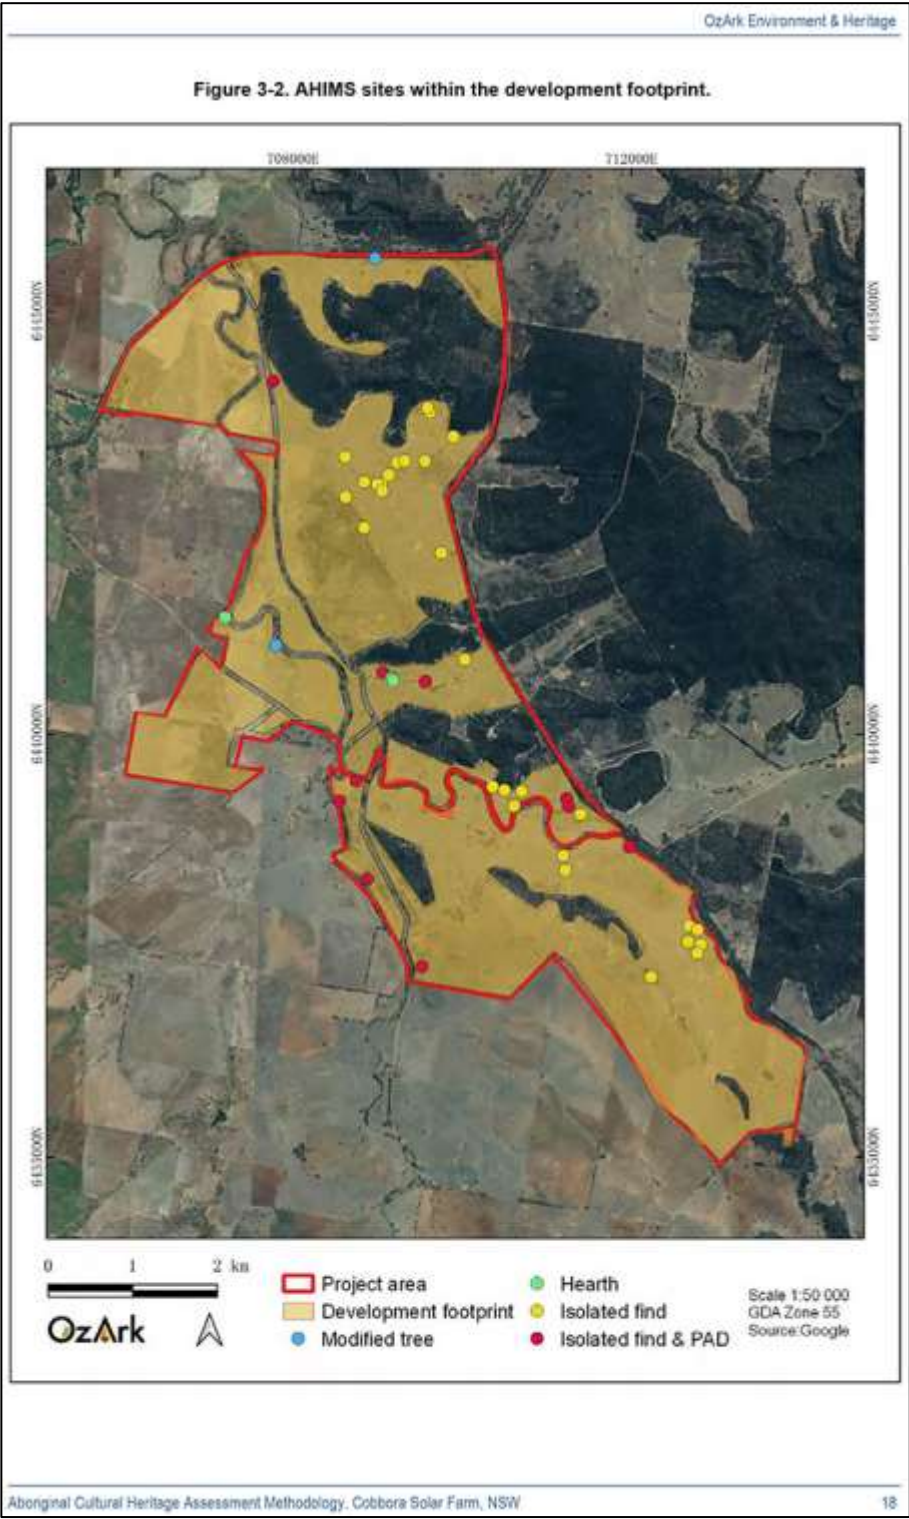 OzArk Environment & Heritage
Figure 3-2. AHIMS sites within the development footprint.
708000E 712000E
6445000N 6445000N
6440000N 6440000N
6435000N 6435000N
0 1 2 km
Project area
Development footprint
Modified tree
Hearth
Isolated find
Isolated find & PAD
Scale 1:50 000
GDA Zone 55
Source:Google
OzArk
Aboriginal Cultural Heritage Assessment Methodology, Cobbora Solar Farm, NSW 18